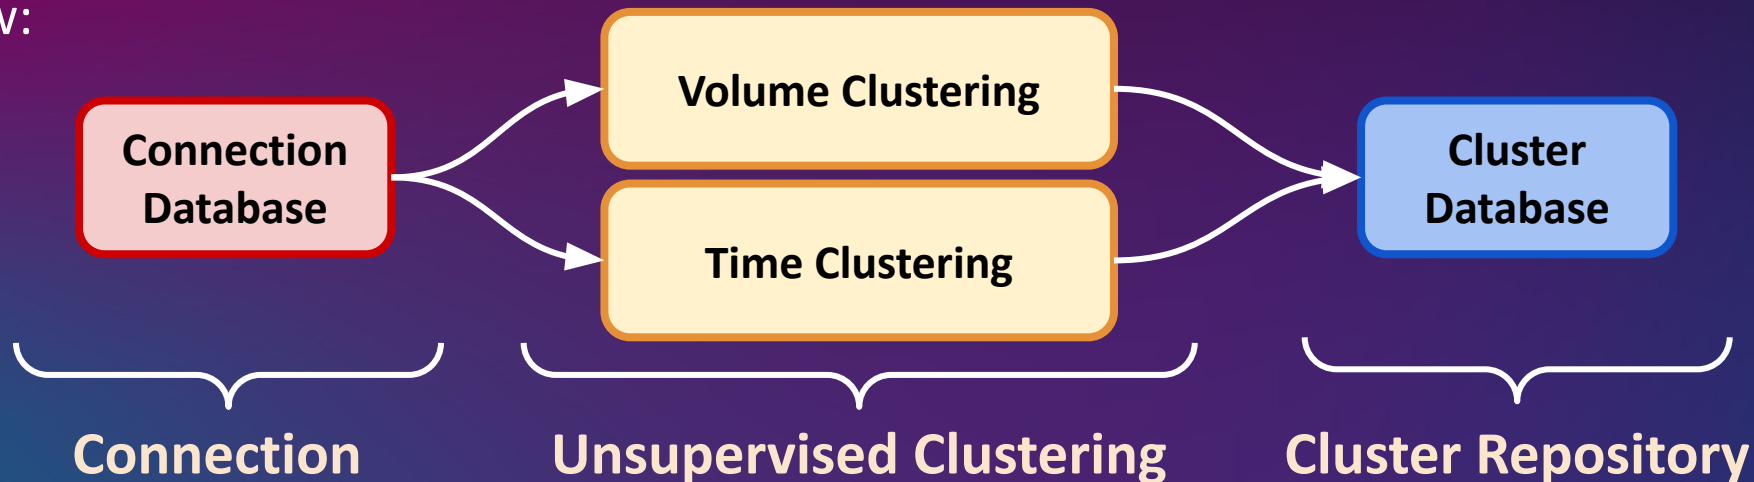 Volume Clustering
Connection
Database
Cluster
Database
Time Clustering
Connection
Unsupervised Clustering
Cluster Repository